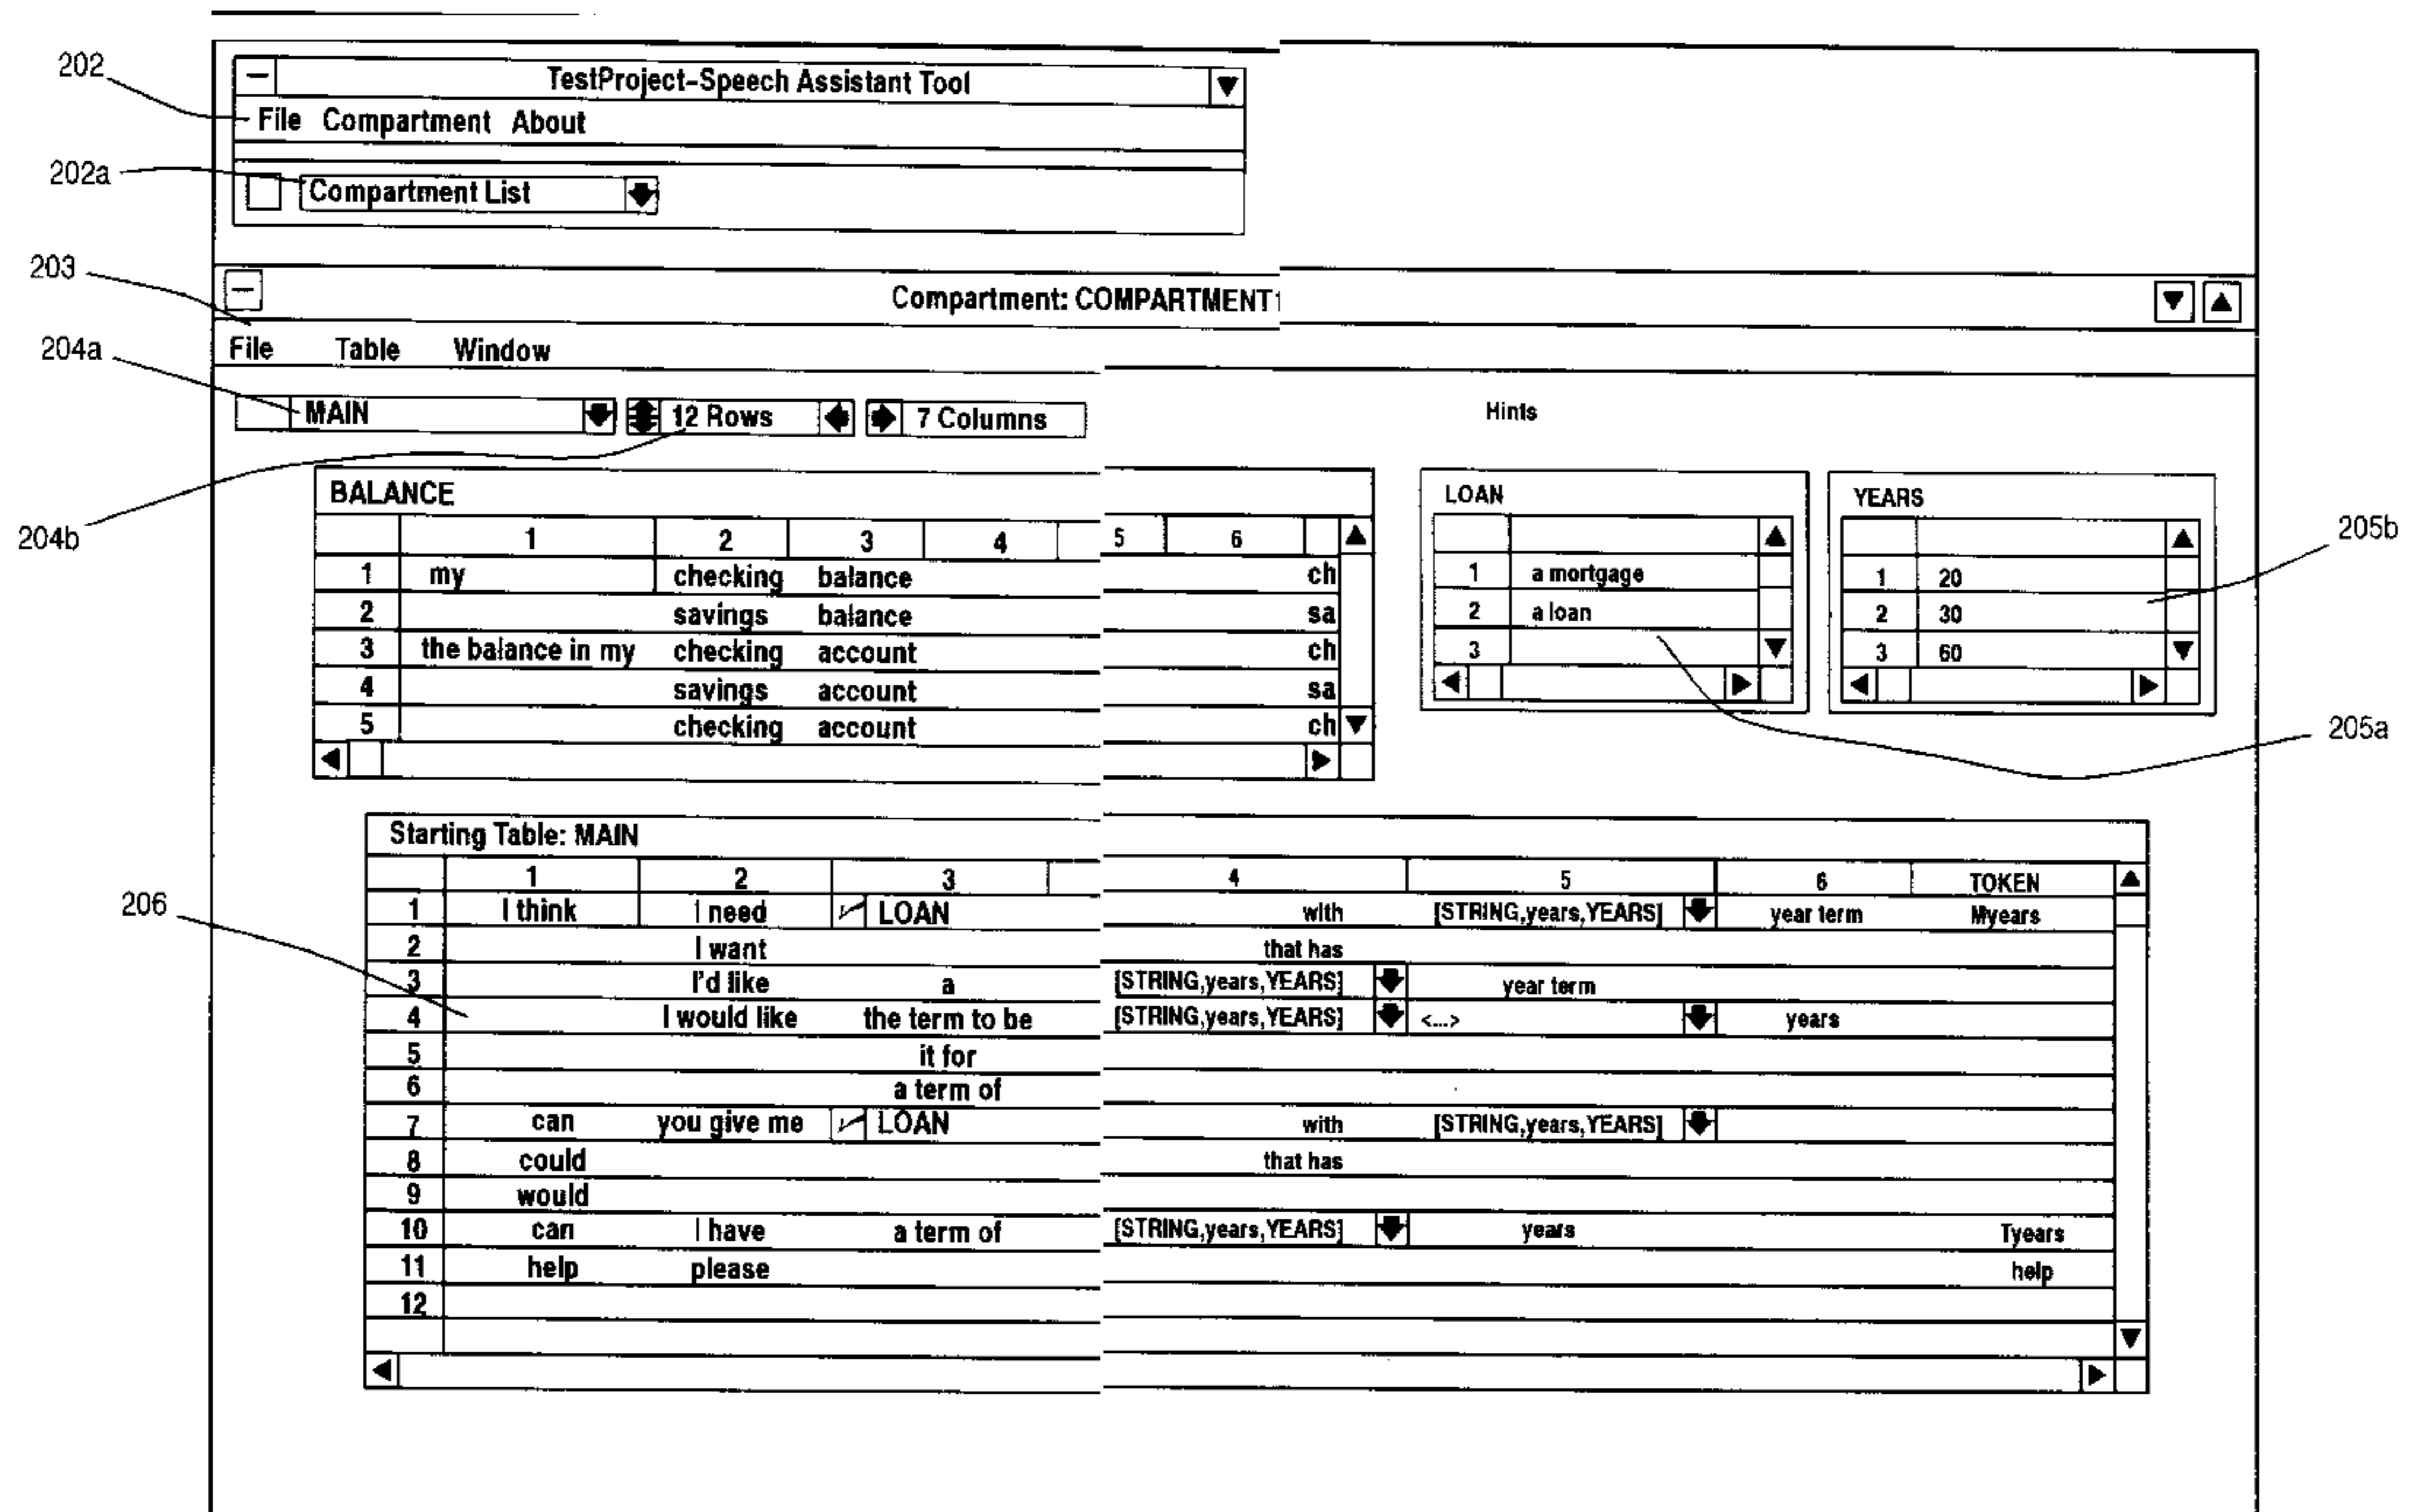 202
TestProject-Speech Assistant Tool
File Compartment About
202a
Compartment List
203
Compartment: COMPARTMENT1
204a
File Table Window
MAIN 12 Rows 7 Columns Hints
204b
BALANCE
1 2 3 4 5 6
1 my checking balance ch
2 savings balance sa
3 the balance in my checking account ch
4 savings account sa
5 checking account ch
LOAN
1 a mortgage
2 a loan
3
YEARS
1 20
2 30
3 60
205b
205a
Starting Table: MAIN
1 2 3 4 5 6 TOKEN
206
1 I think I need LOAN with [STRING,years,YEARS] year term Myears
2 I want that has
3 I'd like a [STRING,years,YEARS] year term
4 I would like the term to be [STRING,years,YEARS] <...> years
5 it for
6 a term of
7 can you give me LOAN with [STRING,years,YEARS]
8 could that has
9 would
10 can I have a term of [STRING,years,YEARS] years Tyears
11 help please help
12